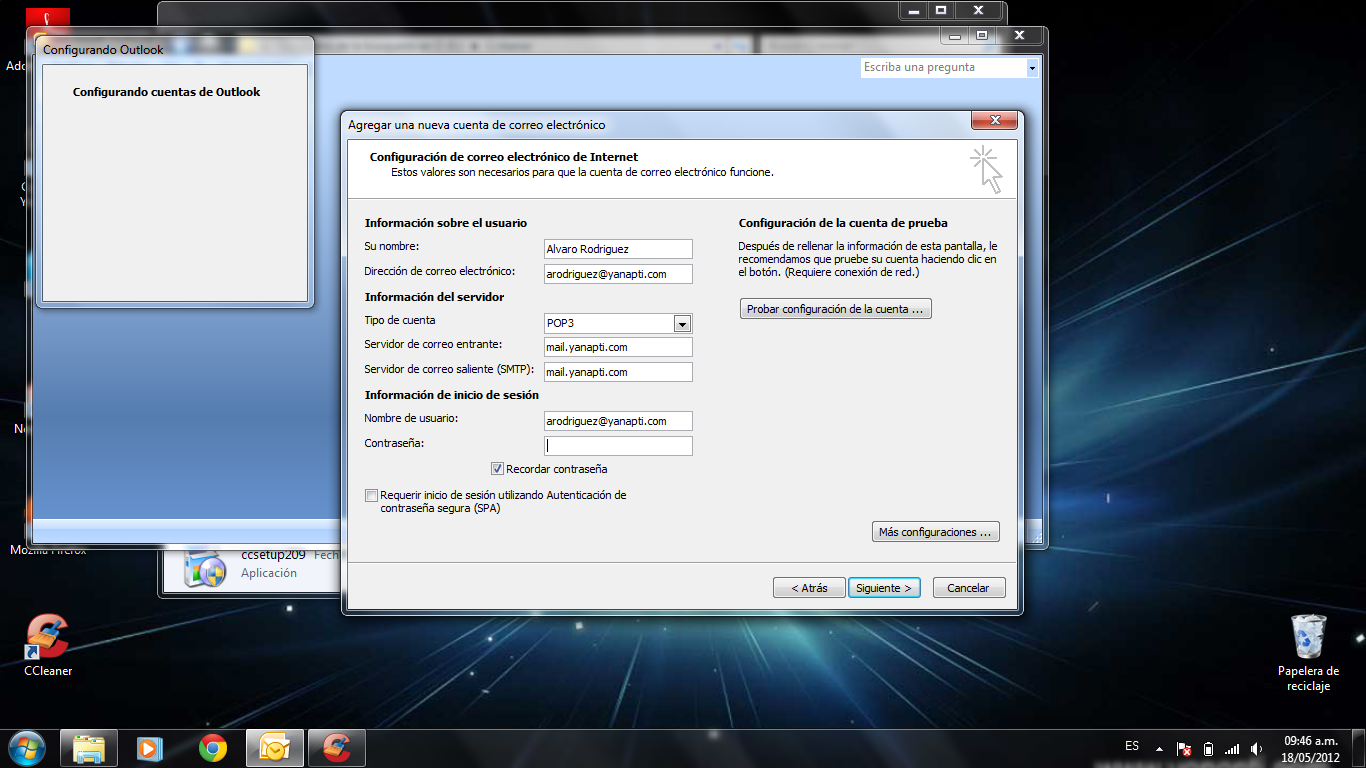 Configurando Outlook
Configurando cuentas de Outlook
Escriba una pregunta
Agregar una nueva cuenta de correo electrónico
Configuración de correo electrónico de Internet
Estos valores son necesarios para que la cuenta de correo electrónico funcione.
Información sobre el usuario
Su nombre:
Alvaro Rodriguez
Dirección de correo electrónico:
arodriguez@yanapti.com
Información del servidor
Tipo de cuenta
POP3
Servidor de correo entrante:
mail.yanapti.com
Servidor de correo saliente (SMTP):
mail.yanapti.com
Información de inicio de sesión
Nombre de usuario:
arodriguez@yanapti.com
Contraseña:
Recordar contraseña
Requerir inicio de sesión utilizando Autenticación de
contraseña segura (SPA)
Configuración de la cuenta de prueba
Después de rellenar la información de esta pantalla, le
recomendamos que pruebe su cuenta haciendo clic en
el botón. (Requiere conexión de red.)
Probar configuración de la cuenta ...
Más configuraciones ...
< Atrás
Siguiente >
Cancelar
Ado
Mozilla Firefox
ccsetup209 Fech
Aplicación
CCleaner
Papelera de
reciclaje
ES
09:46 a.m.
18/05/2012